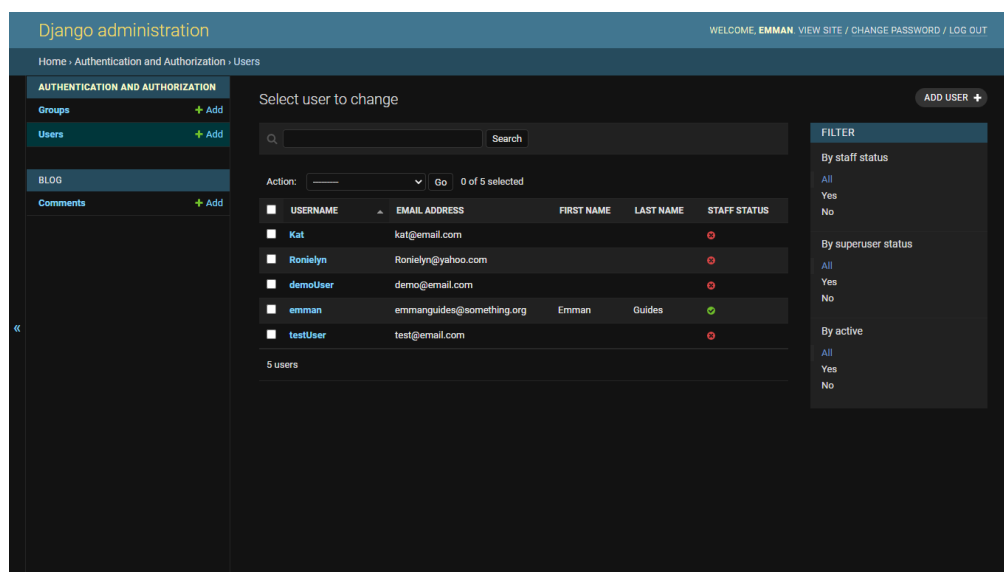 Django administration
WELCOME, EMMAN. VIEW SITE / CHANGE PASSWORD / LOG OUT
Home › Authentication and Authorization › Users
AUTHENTICATION AND AUTHORIZATION
Groups + Add
Users + Add
BLOG
Comments + Add
«
Select user to change
ADD USER +
Search
Action: --------- Go 0 of 5 selected
USERNAME EMAIL ADDRESS FIRST NAME LAST NAME STAFF STATUS
Kat kat@email.com
Ronielyn Ronielyn@yahoo.com
demoUser demo@email.com
emman emmanguides@something.org Emman Guides
testUser test@email.com
5 users
FILTER
By staff status
All
Yes
No
By superuser status
All
Yes
No
By active
All
Yes
No